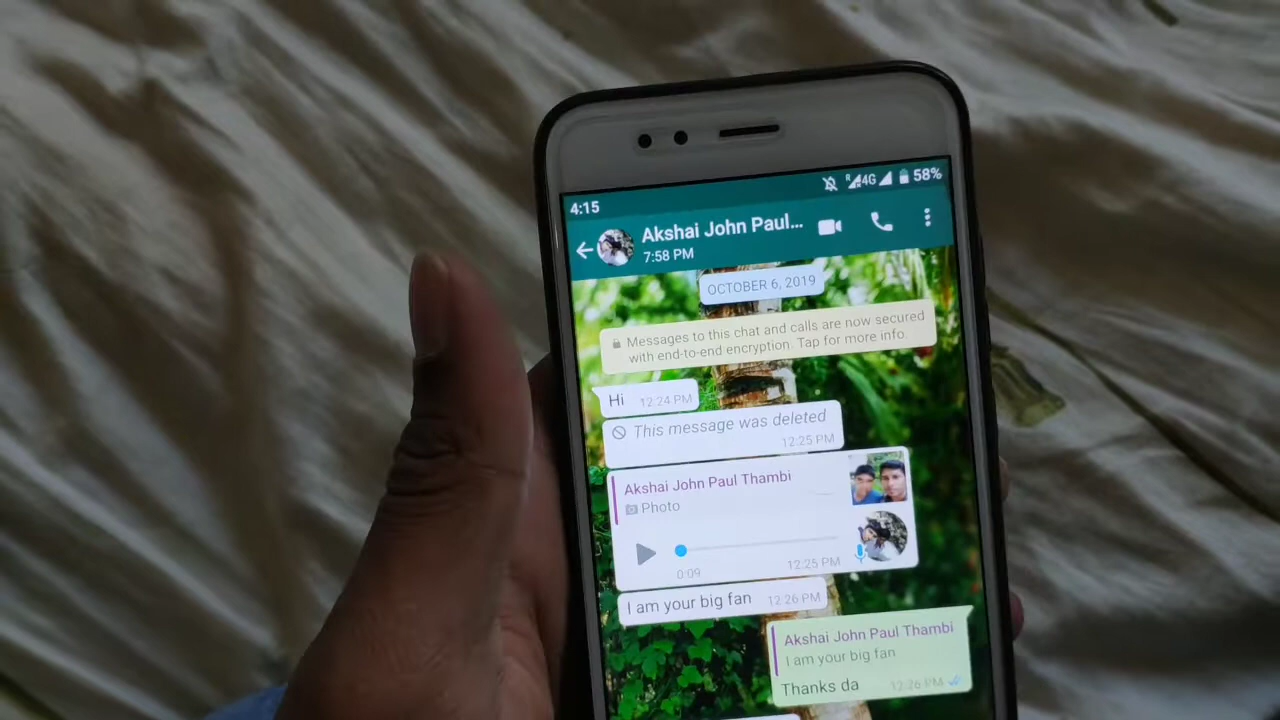 4:15
R 4G 58%
Akshai John Paul...
7:58 PM
OCTOBER 6, 2019
Messages to this chat and calls are now secured
with end-to-end encryption. Tap for more info.
Hi 12:24 PM
This message was deleted
12:25 PM
Akshai John Paul Thambi
Photo
0:09 12:25 PM
I am your big fan 12:26 PM
Akshai John Paul Thambi
I am your big fan
Thanks da 12:26 PM